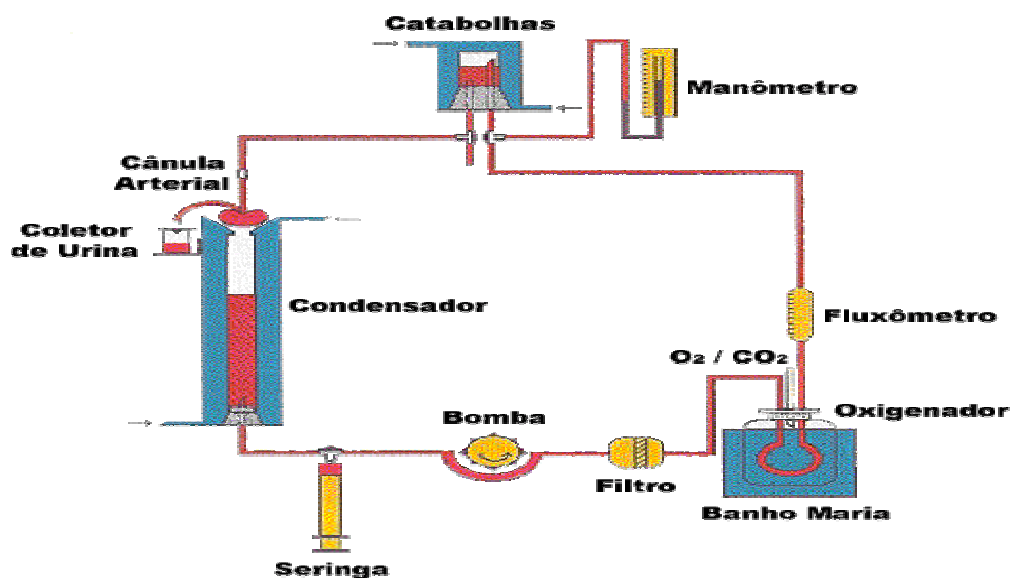 Catabolhas
Manômetro
Cânula
Arterial
Coletor
de Urina
Condensador
Fluxômetro
O₂ / CO₂
Oxigenador
Bomba
Filtro
Banho Maria
Seringa